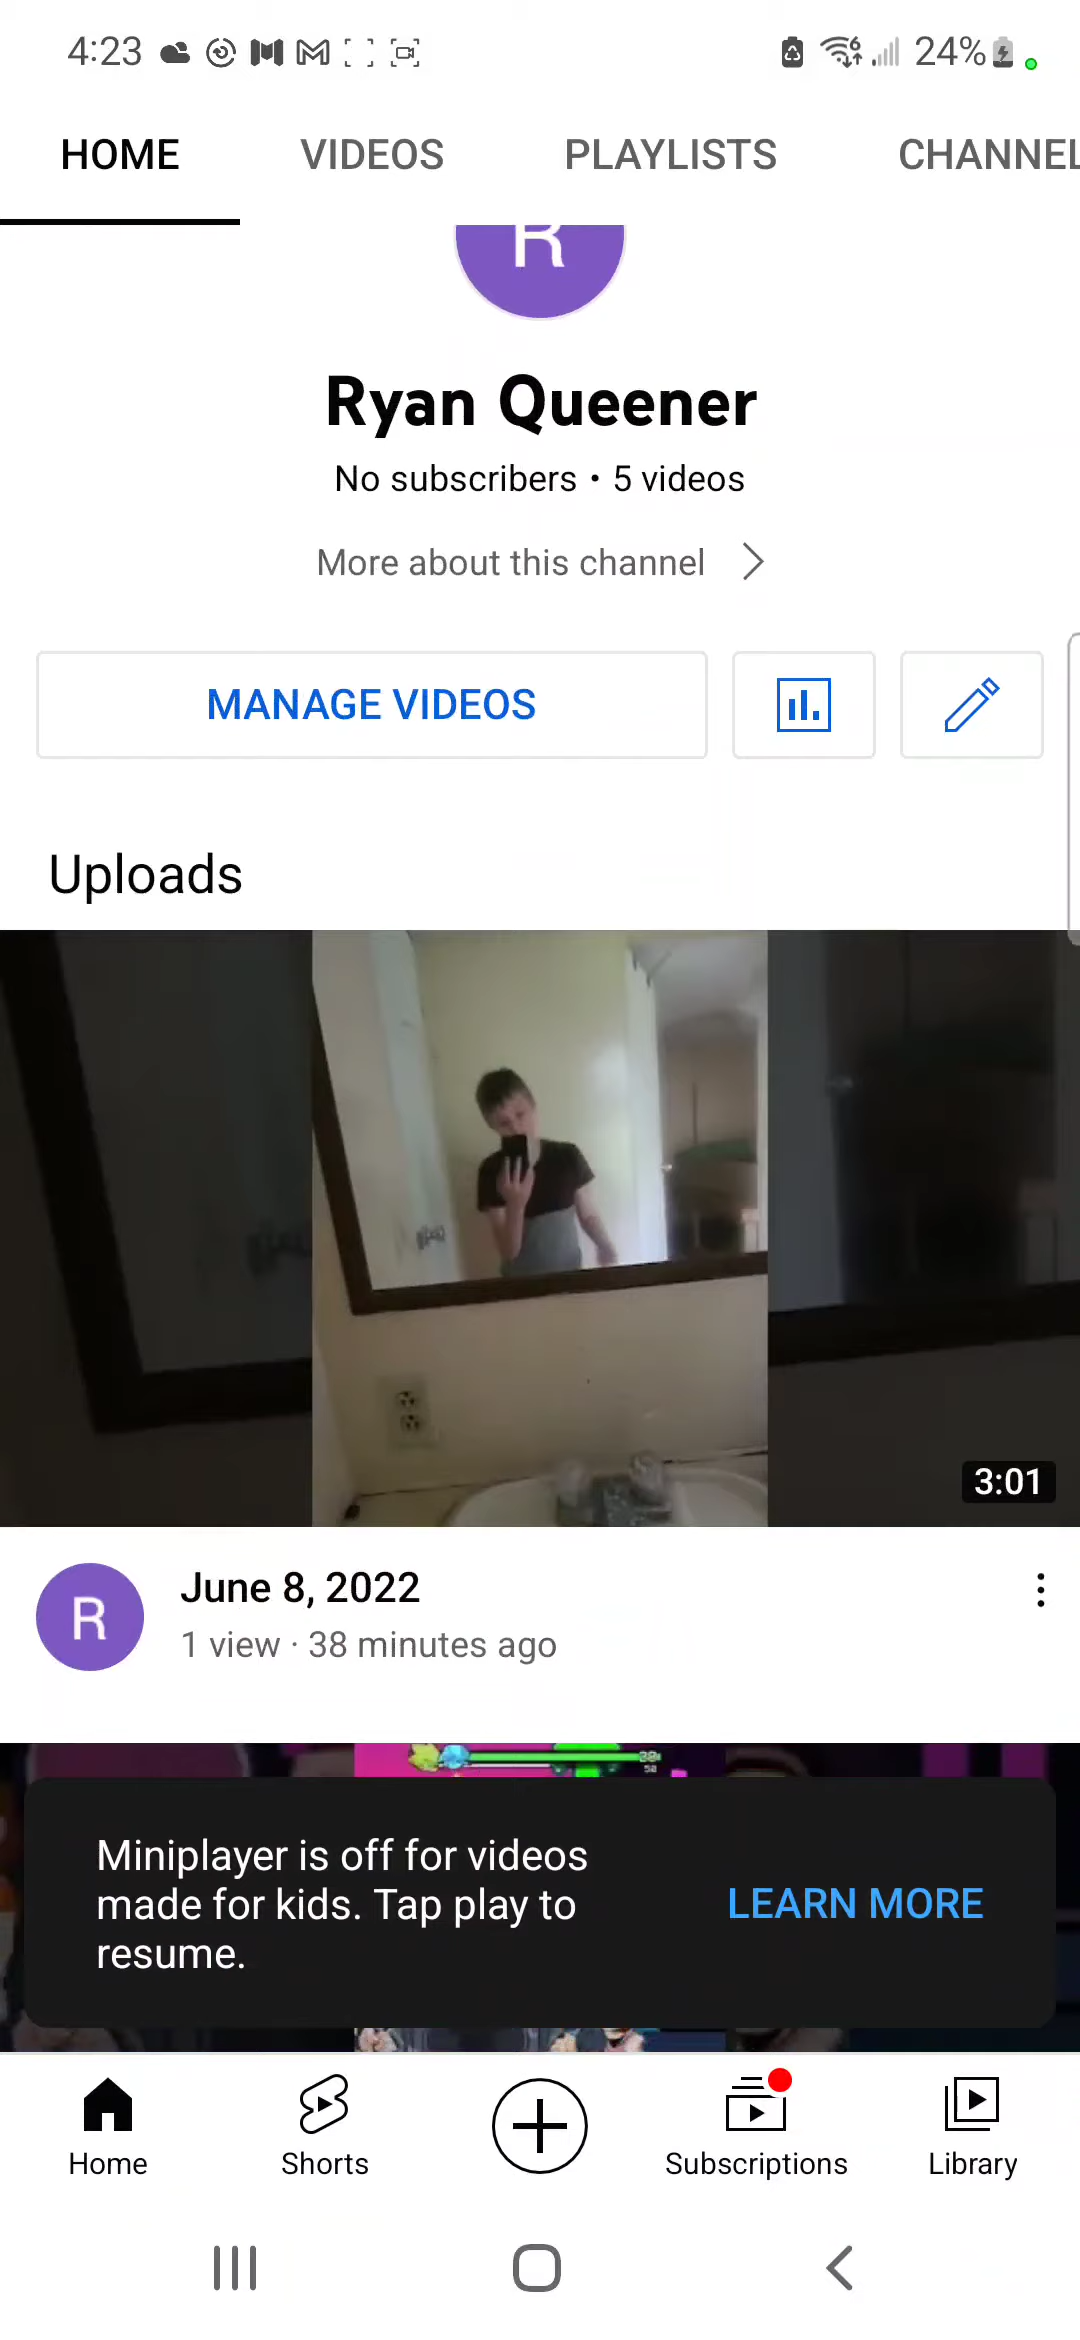 4:23
24%
HOME VIDEOS PLAYLISTS CHANNEL
R
Ryan Queener
No subscribers • 5 videos
More about this channel
MANAGE VIDEOS
Uploads
3:01
R
June 8, 2022
1 view · 38 minutes ago
Miniplayer is off for videos
made for kids. Tap play to
resume.
LEARN MORE
Home Shorts Subscriptions Library